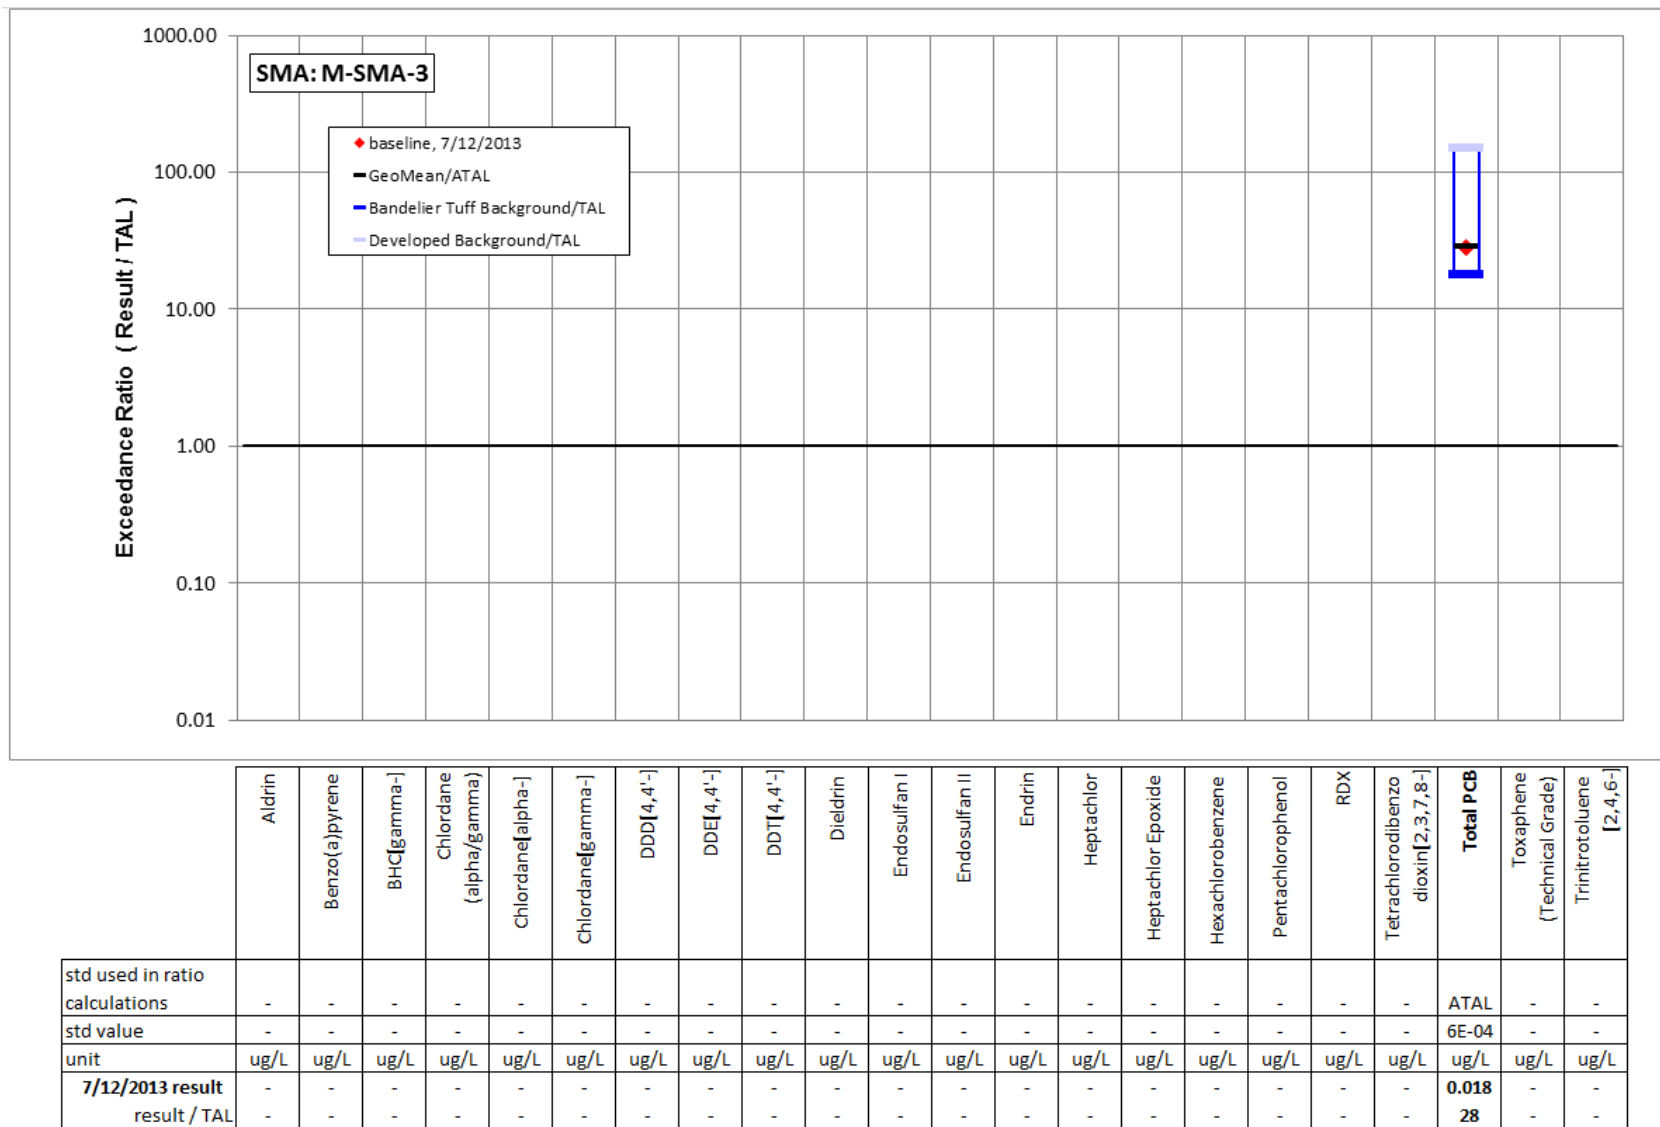 1000.00
SMA: M-SMA-3
baseline, 7/12/2013
GeoMean/ATAL
Bandelier Tuff Background/TAL
Developed Background/TAL
100.00
10.00
1.00
0.10
0.01
Exceedance Ratio ( Result / TAL )
Aldrin
Benzo(a)pyrene
BHC[gamma-]
Chlordane
(alpha/gamma)
Chlordane[alpha-]
Chlordane[gamma-]
DDD[4,4'-]
DDE[4,4'-]
DDT[4,4'-]
Dieldrin
Endosulfan I
Endosulfan II
Endrin
Heptachlor
Heptachlor Epoxide
Hexachlorobenzene
Pentachlorophenol
RDX
Tetrachlorodibenzo
dioxin[2,3,7,8-]
Total PCB
Toxaphene
(Technical Grade)
Trinitrotoluene
[2,4,6-]
std used in ratio
calculations - - - - - - - - - - - - - - - - - - - ATAL - -
std value - - - - - - - - - - - - - - - - - - - 6E-04 - -
unit ug/L ug/L ug/L ug/L ug/L ug/L ug/L ug/L ug/L ug/L ug/L ug/L ug/L ug/L ug/L ug/L ug/L ug/L ug/L ug/L ug/L ug/L
7/12/2013 result - - - - - - - - - - - - - - - - - - - 0.018 - -
result / TAL - - - - - - - - - - - - - - - - - - - 28 - -